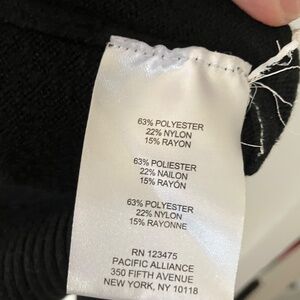 63% POLYESTER
22% NYLON
15% RAYON
63% POLIESTER
22% NAILON
15% RAYÓN
63% POLYESTER
22% NYLON
15% RAYONNE
RN 123475
PACIFIC ALLIANCE
350 FIFTH AVENUE
NEW YORK, NY 10118